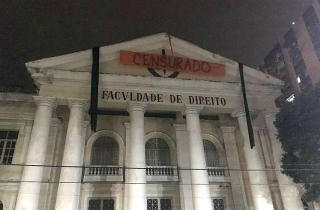 CENSURADO
FACVLDADE DE DIREITO